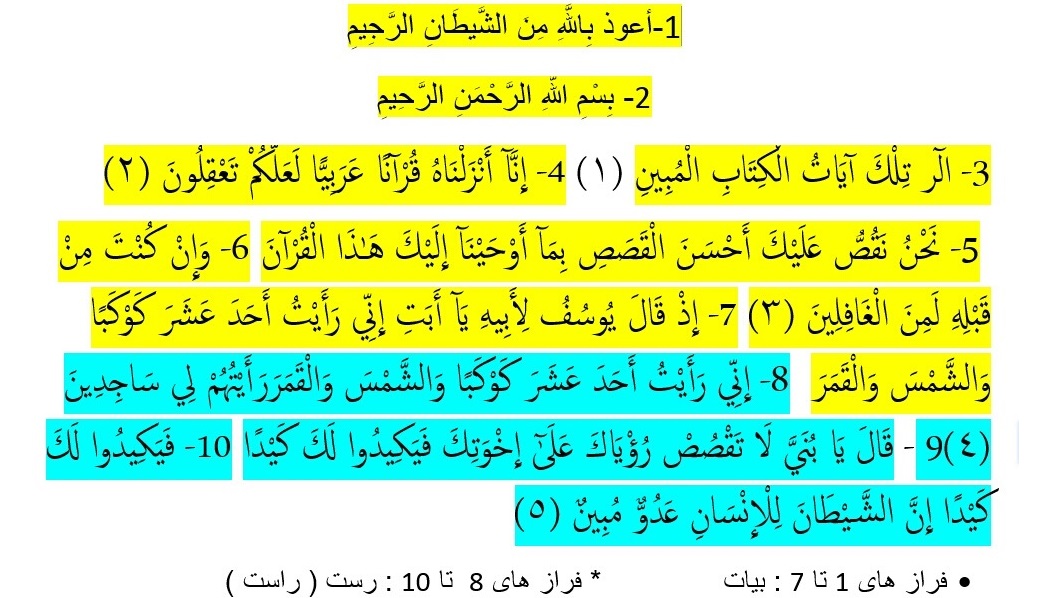 1-أعوذ بِاللَّهِ مِنَ الشَّيطَانِ الرَّجِيمِ
2- بِسْمِ اللَّهِ الرَّحْمَنِ الرَّحِيمِ
3- الَر تِلْكَ آيَاتُ الْكِتَابِ الْمُبِينِ (١) 4- إِنَّآ أَنْزَلْنَاهُ قُرْآنًا عَرَبِيًّا لَعَلَّكُمْ تَعْقِلُونَ (٢)
5- نَحْنُ نَقُصُّ عَلَيْكَ أَحْسَنَ الْقَصَصِ بِمَآ أَوْحَيْنَآ إِلَيْكَ هَـٰذَا الْقُرْآنَ 6- وَإِنْ كُنْتَ مِنْ
قَبْلِهِ لَمِنَ الْغَافِلِينَ (٣) 7- إِذْ قَالَ يُوسُفُ لِأَبِيهِ يَآ أَبَتِ إِنِّي رَأَيْتُ أَحَدَ عَشَرَ كَوْكَبًا
وَالشَّمْسَ وَالْقَمَرَ 8- إِنِّي رَأَيْتُ أَحَدَ عَشَرَ كَوْكَبًا وَالشَّمْسَ وَالْقَمَرَرَأَيْتُهُمْ لِي سَاجِدِينَ
(٤)9 - قَالَ يَا بُنَيَّ لَا تَقْصُصْ رُؤْيَاكَ عَلَىٰٓ إِخْوَتِكَ فَيَكِيدُوا لَكَ كَيْدًا 10- فَيَكِيدُوا لَكَ
كَيْدًا إِنَّ الشَّيْطَانَ لِلْإِنْسَانِ عَدُوٌّ مُبِينٌ (٥)
• فراز های 1 تا 7 : بیات * فراز های 8 تا 10 : رست ( راست )